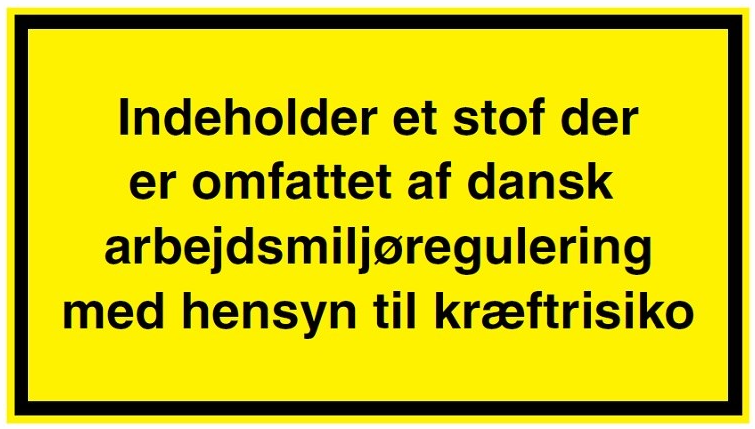 Indeholder et stof der
er omfattet af dansk
arbejdsmiljøregulering
med hensyn til kræftrisiko